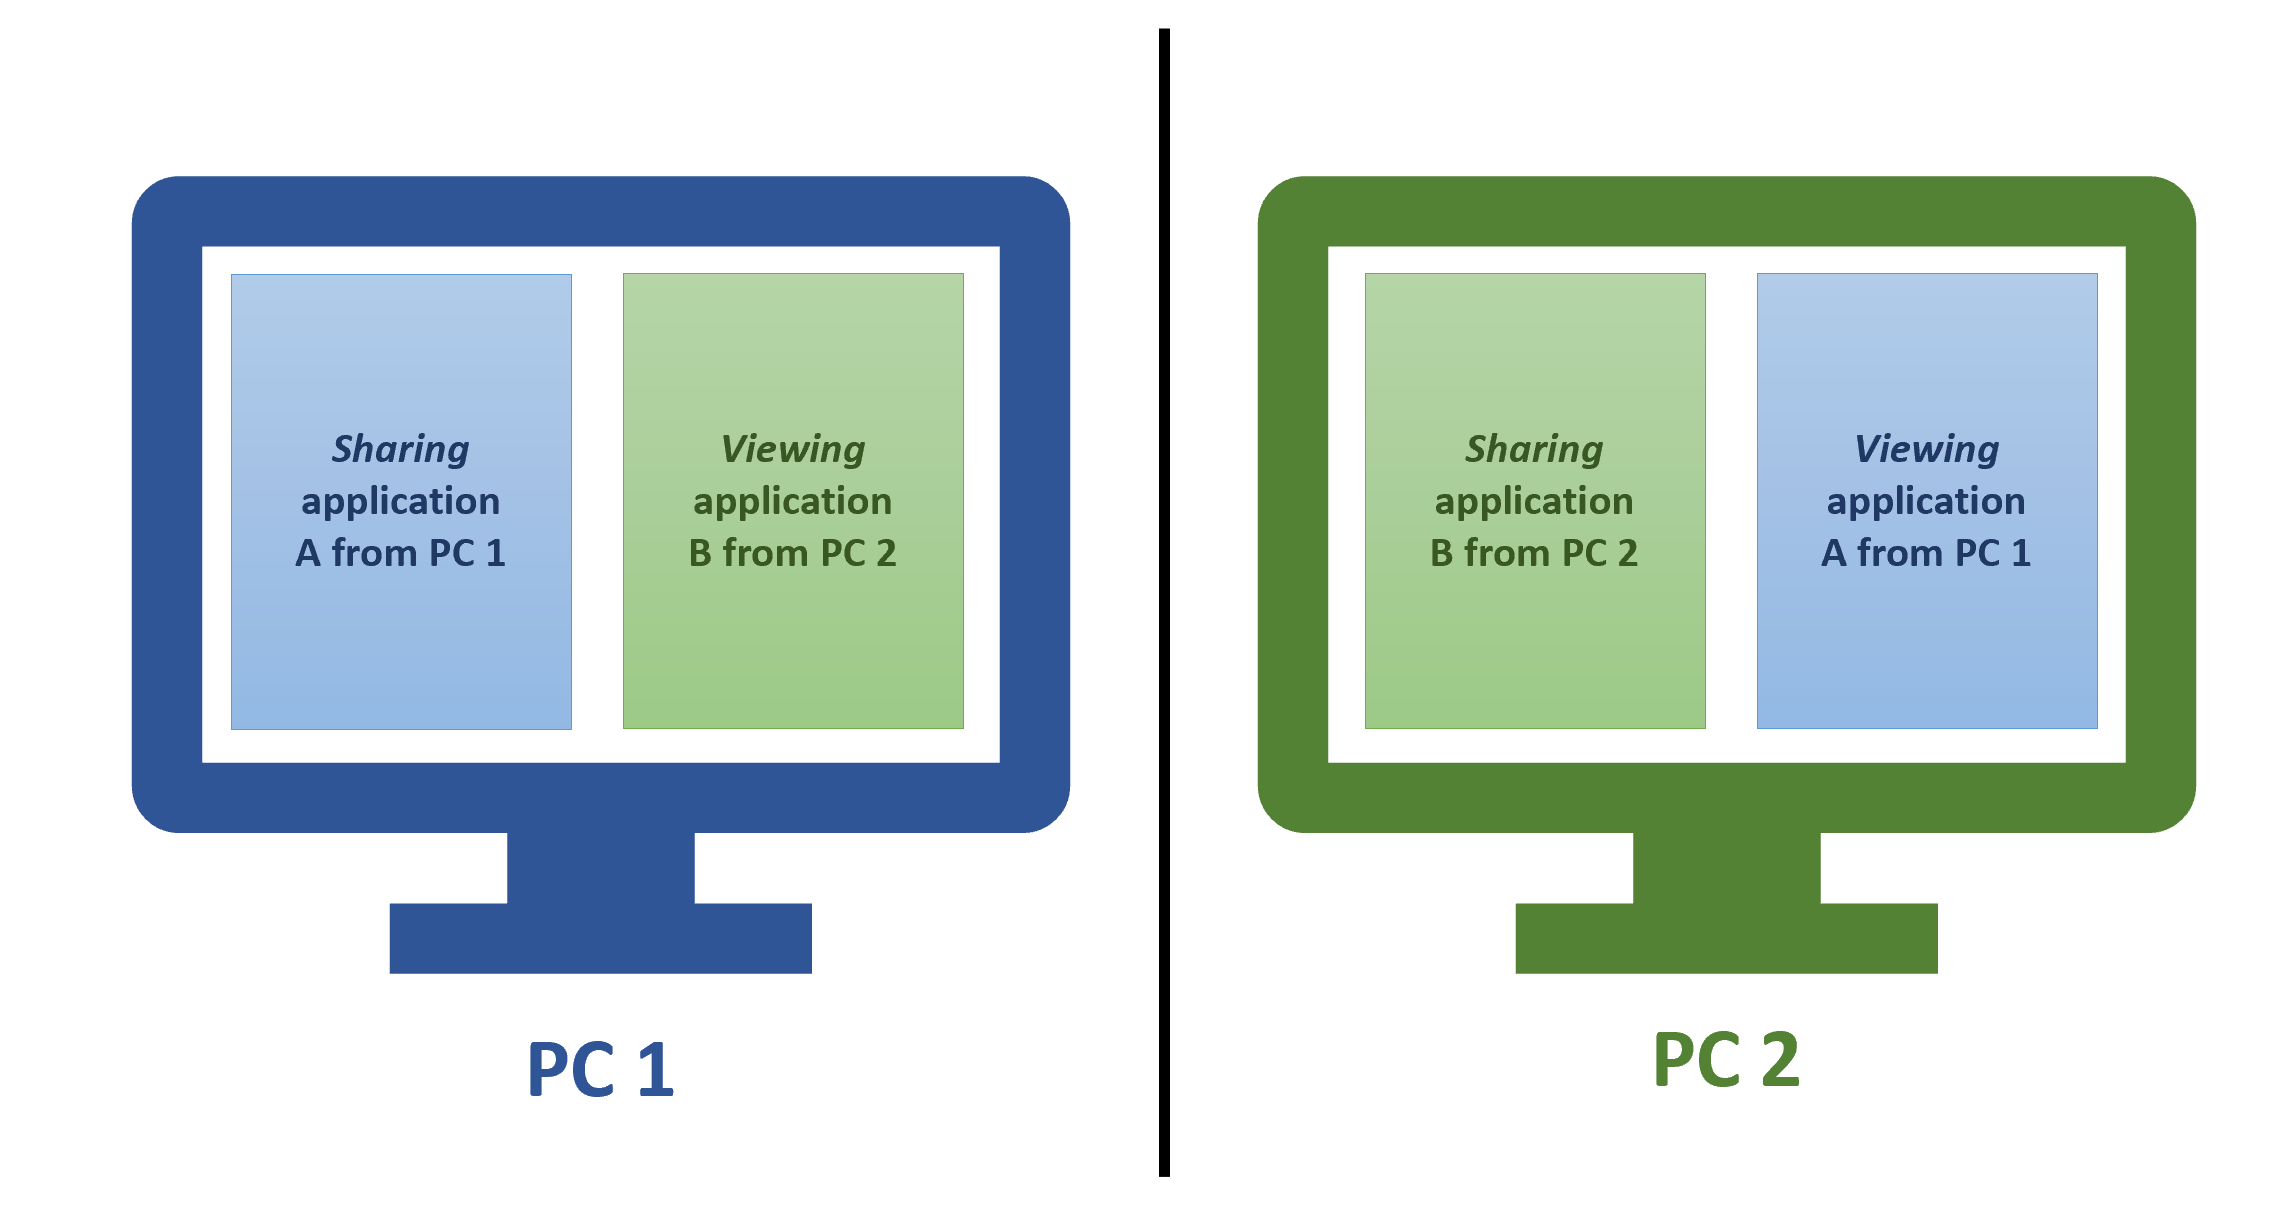 Sharing
application
A from PC 1
Viewing
application
B from PC 2
PC 1
Sharing
application
B from PC 2
Viewing
application
A from PC 1
PC 2